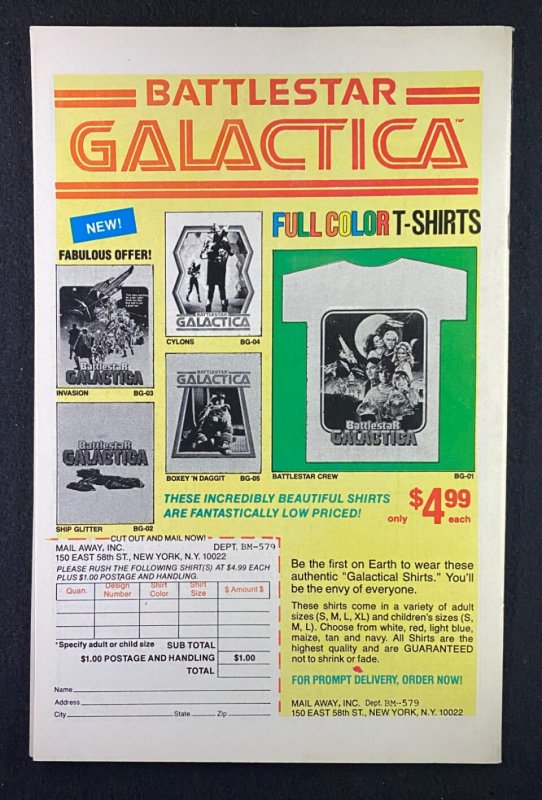 BATTLESTAR
GALACTICA™
NEW!
FABULOUS OFFER!
FULL COLOR T-SHIRTS
BattlestaR
GALACTICA
INVASION BG-03
BATTLESTAR
GALACTICA
CYLONS BG-04
BattlestaR
GALACTICA
SHIP GLITTER BG-02
BATTLESTAR
GALACTICA
BOXEY 'N DAGGIT BG-05
BattlestaR
GALACTICA
BATTLESTAR CREW BG-01
THESE INCREDIBLY BEAUTIFUL SHIRTS
ARE FANTASTICALLY LOW PRICED!
only $4.99 each
CUT OUT AND MAIL NOW!
MAIL AWAY, INC. DEPT. BM-579
150 EAST 58th ST., NEW YORK, N.Y. 10022
PLEASE RUSH THE FOLLOWING SHIRT(S) AT $4.99 EACH
PLUS $1.00 POSTAGE AND HANDLING.
Quan. Design Number Shirt Color Shirt Size $ Amount $
*Specify adult or child size SUB TOTAL
$1.00 POSTAGE AND HANDLING $1.00
TOTAL
Name
Address
City State Zip
Be the first on Earth to wear these
authentic "Galactical Shirts." You'll
be the envy of everyone.
These shirts come in a variety of adult
sizes (S, M, L, XL) and children's sizes (S,
M, L). Choose from white, red, light blue,
maize, tan and navy. All Shirts are the
highest quality and are GUARANTEED
not to shrink or fade.
FOR PROMPT DELIVERY, ORDER NOW!
MAIL AWAY, INC. Dept. BM-579
150 EAST 58th ST., NEW YORK, N.Y. 10022